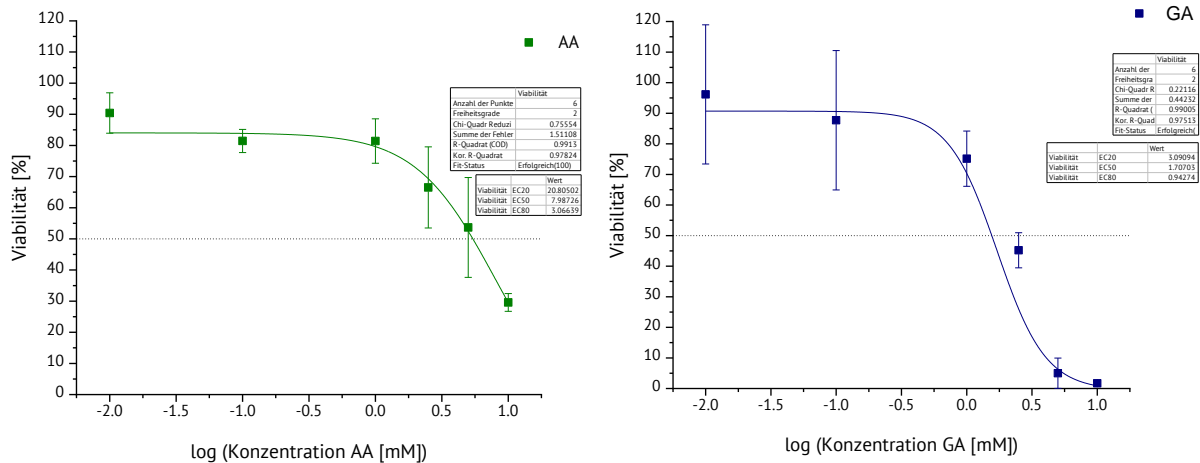 120
110
100
90
80
70
60
50
40
30
20
10
0
Viabilität [%]
-2.0 -1.5 -1.0 -0.5 0.0 0.5 1.0
log (Konzentration AA [mM])
AA
Viabilität
Anzahl der Punkte 6
Freiheitsgrade 2
Chi-Quadr Reduzi 0.75554
Summe der Fehler 1.51108
R-Quadrat (COD) 0.9913
Kor. R-Quadrat 0.97824
Fit-Status Erfolgreich(100)
Wert
Viabilität EC20 20.80502
Viabilität EC50 7.98726
Viabilität EC80 3.06639
120
110
100
90
80
70
60
50
40
30
20
10
0
Viabilität [%]
-2.0 -1.5 -1.0 -0.5 0.0 0.5 1.0
log (Konzentration GA [mM])
GA
Viabilität
Anzahl der 6
Freiheitsgra 2
Chi-Quadr R 0.22116
Summe der 0.44232
R-Quadrat ( 0.99005
Kor. R-Quad 0.97513
Fit-Status Erfolgreich(
Wert
Viabilität EC20 3.09094
Viabilität EC50 1.70703
Viabilität EC80 0.94274